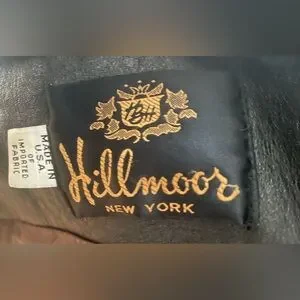 Hillmoor
NEW YORK
MADE IN
U.S.A.
OF
IMPORTED
FABRIC